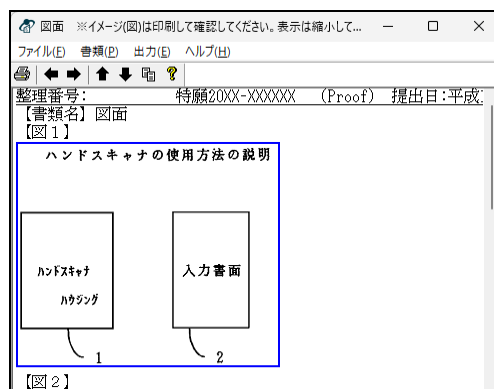 図面 ※イメージ(図)は印刷して確認してください。表示は縮小して...
ファイル(F) 書類(P) 出力(E) ヘルプ(H)
整理番号: 特願20XX-XXXXXX (Proof) 提出日:平成
【書類名】図面
【図1】
ハンドスキャナの使用方法の説明
ﾊﾝﾄﾞｽｷｬﾅ
ﾊｳｼﾞﾝｸﾞ
入力書面
1
2
【図2】